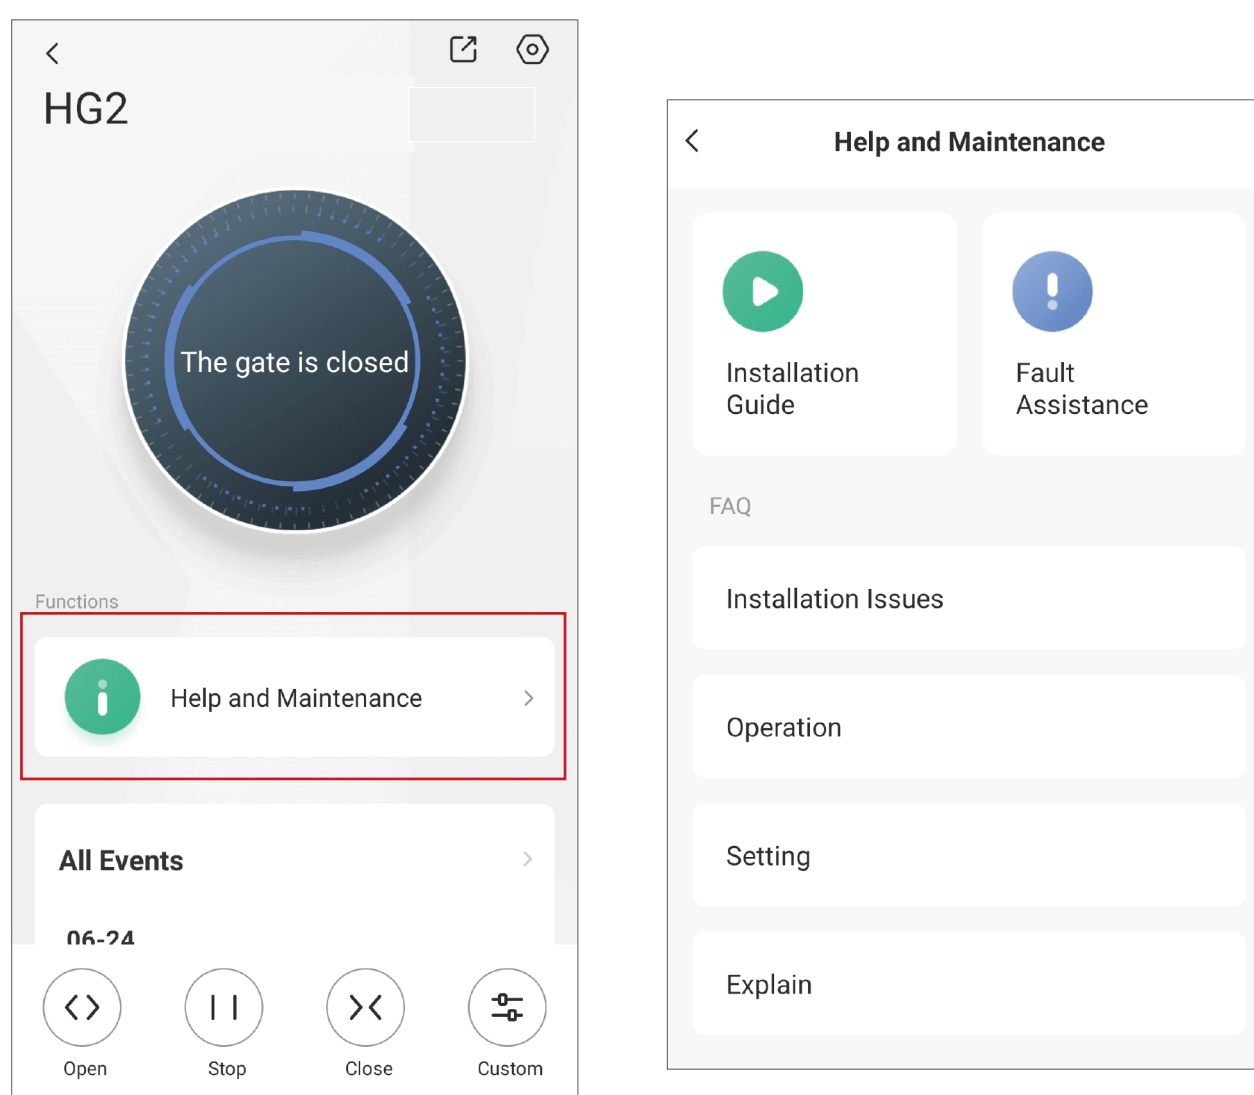 HG2
The gate is closed
Functions
Help and Maintenance
All Events
06-24
Open
Stop
Close
Custom
Help and Maintenance
Installation
Guide
Fault
Assistance
FAQ
Installation Issues
Operation
Setting
Explain